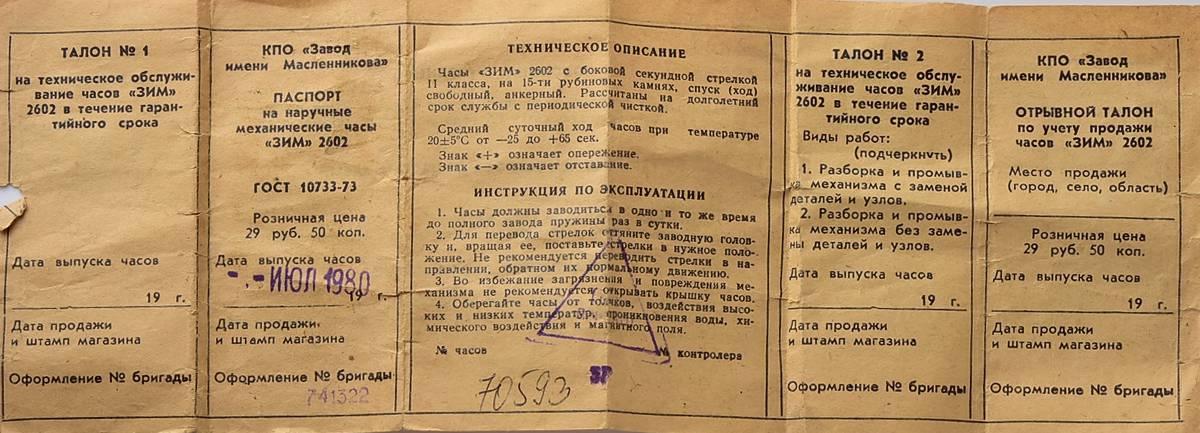 ТАЛОН № 1
на техническое обслужи-
вание часов «ЗИМ»
2602 в течение гаран-
тийного срока
Дата выпуска часов
19 г.
Дата продажи
и штамп магазина
Оформление № бригады
КПО «Завод
имени Масленникова»
ПАСПОРТ
на наручные
механические часы
«ЗИМ» 2602
ГОСТ 10733-73
Розничная цена
29 руб. 50 коп.
Дата выпуска часов
ИЮЛ 1980
19 г.
Дата продажи
и штамп магазина
Оформление № бригады
741322
ТЕХНИЧЕСКОЕ ОПИСАНИЕ
Часы «ЗИМ» 2602 с боковой секундной стрелкой
II класса, на 15-ти рубиновых камнях, спуск (ход)
свободный, анкерный. Рассчитаны на долголетний
срок службы с периодической чисткой.
Средний суточный ход часов при температуре
20±5°С от —25 до +65 сек.
Знак «+» означает опережение.
Знак «—» означает отставание.
ИНСТРУКЦИЯ ПО ЭКСПЛУАТАЦИИ
1. Часы должны заводиться в одно и то же время
до полного завода пружины раз в сутки.
2. Для перевода стрелок оттяните заводную голов-
ку и, вращая ее, поставьте стрелки в нужное поло-
жение. Не рекомендуется переводить стрелки в на-
правлении, обратном их нормальному движению.
3. Во избежание загрязнения и повреждения ме-
ханизма не рекомендуется открывать крышку часов.
4. Оберегайте часы от толчков, воздействия высо-
ких и низких температур, проникновения воды, хи-
мического воздействия и магнитного поля.
№ часов
№ контролера
70593
ТАЛОН № 2
на техническое обслу-
живание часов «ЗИМ»
2602 в течение гаран-
тийного срока
Виды работ:
(подчеркнуть)
1. Разборка и промыв-
ка механизма с заменой
деталей и узлов.
2. Разборка и промыв-
ка механизма без заме-
ны деталей и узлов.
Дата выпуска часов
19 г.
Дата продажи
и штамп магазина
Оформление № бригады
КПО «Завод
имени Масленникова»
ОТРЫВНОЙ ТАЛОН
по учету продажи
часов «ЗИМ» 2602
Место продажи
(город, село, область)
Розничная цена
29 руб. 50 коп.
Дата выпуска часов
19 г.
Дата продажи
и штамп магазина
Оформление № бригады